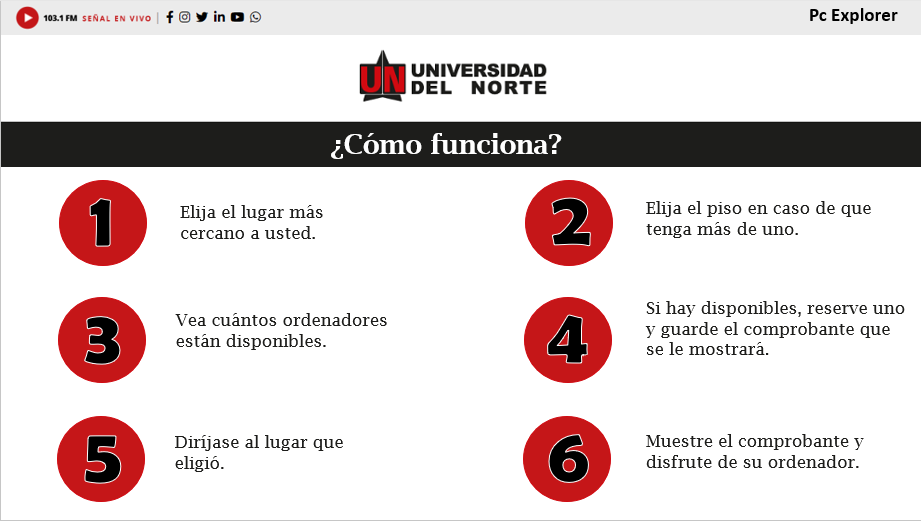 103.1 FM SEÑAL EN VIVO
Pc Explorer
UN UNIVERSIDAD
DEL NORTE
¿Cómo funciona?
1
Elija el lugar más
cercano a usted.
2
Elija el piso en caso de que
tenga más de uno.
3
Vea cuántos ordenadores
están disponibles.
4
Si hay disponibles, reserve uno
y guarde el comprobante que
se le mostrará.
5
Diríjase al lugar que
eligió.
6
Muestre el comprobante y
disfrute de su ordenador.